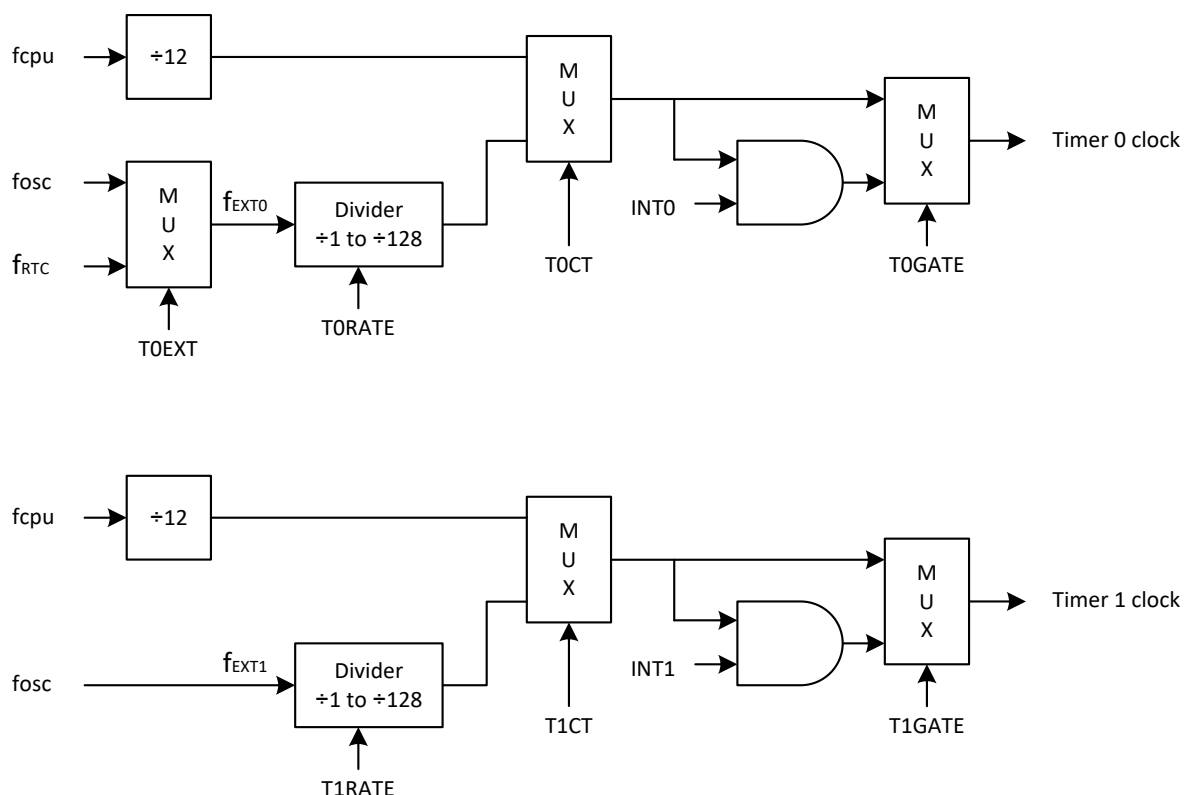 fcpu
÷12
M
U
X
M
U
X
Timer 0 clock
fosc
M
U
X
fEXT0
Divider
÷1 to ÷128
INT0
fRTC
T0CT
T0GATE
T0RATE
T0EXT
fcpu
÷12
M
U
X
M
U
X
Timer 1 clock
fosc
fEXT1
Divider
÷1 to ÷128
INT1
T1CT
T1GATE
T1RATE